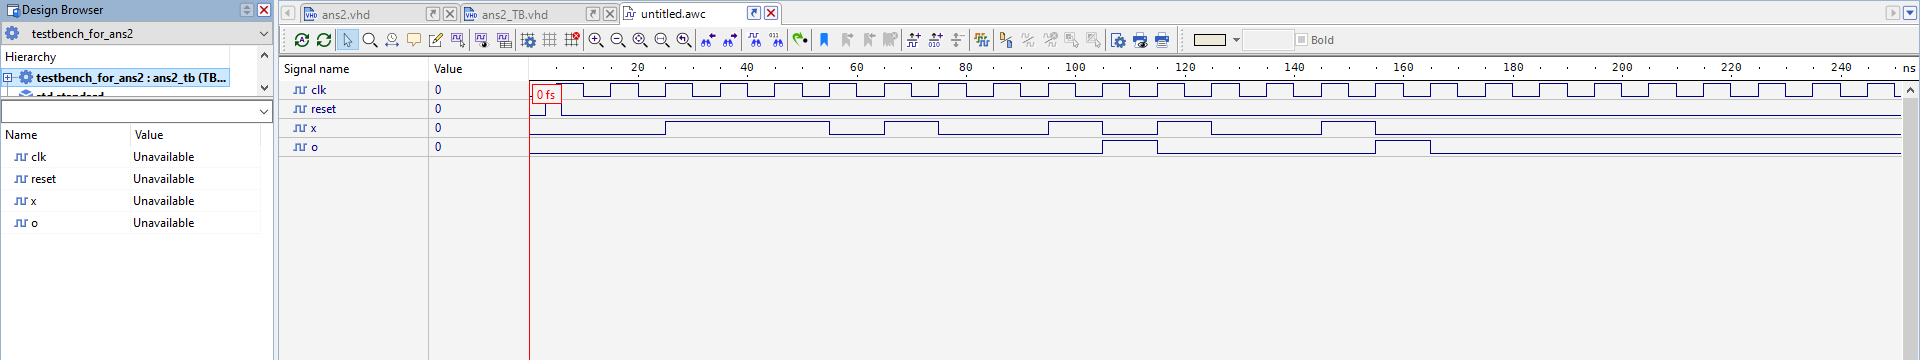 Design Browser
testbench_for_ans2
Hierarchy
testbench_for_ans2 : ans2_tb (TB...
std.standard
Name Value
clk Unavailable
reset Unavailable
x Unavailable
o Unavailable
ans2.vhd ans2_TB.vhd untitled.awc
Bold
Signal name Value 20 40 60 80 100 120 140 160 180 200 220 240 ns
clk 0
0 fs
reset 0
x 0
o 0